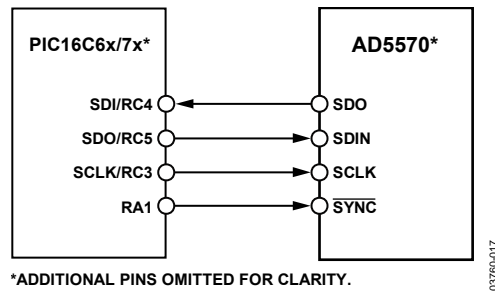 PIC16C6x/7x*
AD5570*
SDI/RC4
SDO
SDO/RC5
SDIN
SCLK/RC3
SCLK
RA1
SYNC
*ADDITIONAL PINS OMITTED FOR CLARITY.
03760-017